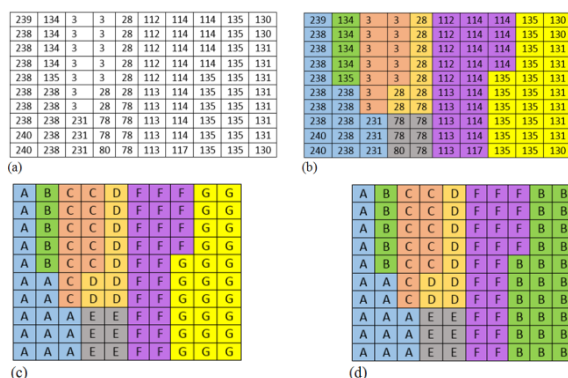 239 134 3 3 28 112 114 114 135 130
238 134 3 3 28 112 114 114 135 131
238 134 3 3 28 112 114 114 135 131
238 134 3 3 28 112 114 114 135 131
238 135 3 3 28 113 114 135 135 131
238 238 3 28 28 113 114 135 135 131
238 238 3 28 78 113 114 135 135 131
238 238 231 78 78 113 114 135 135 131
240 238 231 78 78 113 114 135 135 131
240 238 231 80 78 113 117 135 135 130
(a)
239 134 3 3 28 112 114 114 135 130
238 134 3 3 28 112 114 114 135 131
238 134 3 3 28 112 114 114 135 131
238 134 3 3 28 112 114 114 135 131
238 135 3 3 28 113 114 135 135 131
238 238 3 28 28 113 114 135 135 131
238 238 3 28 78 113 114 135 135 131
238 238 231 78 78 113 114 135 135 131
240 238 231 78 78 113 114 135 135 131
240 238 231 80 78 113 117 135 135 130
(b)
A B C C D F F F G G
A B C C D F F F G G
A B C C D F F F G G
A B C C D F F F G G
A B C C D F F G G G
A A C D D F F G G G
A A C D D F F G G G
A A A E E F F G G G
A A A E E F F G G G
A A A E E F F G G G
(c)
A B C C D F F F B B
A B C C D F F F B B
A B C C D F F F B B
A B C C D F F F B B
A B C C D F F B B B
A A C D D F F B B B
A A C D D F F B B B
A A A E E F F B B B
A A A E E F F B B B
A A A E E F F B B B
(d)